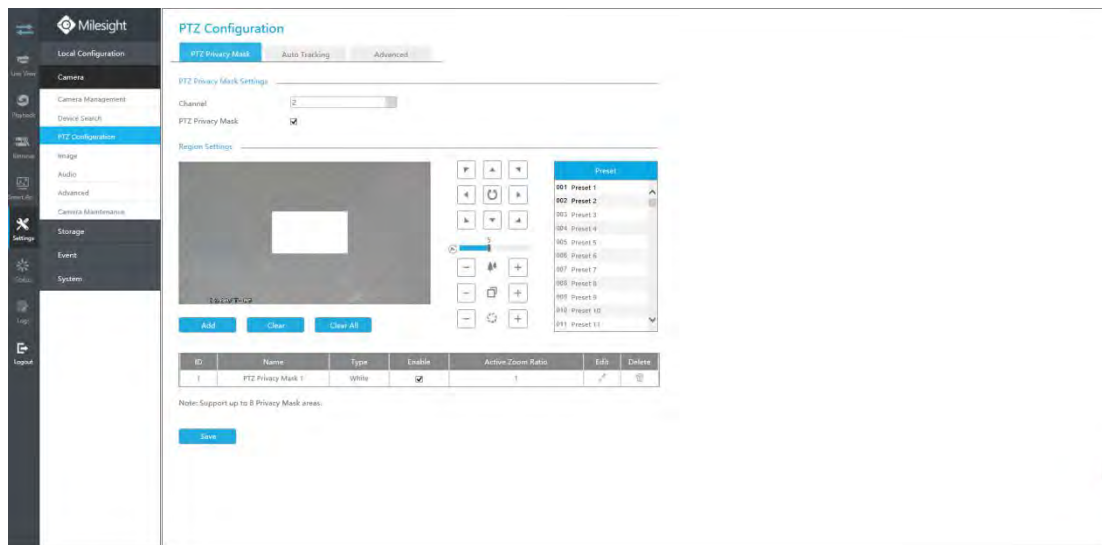 Milesight
Local Configuration
Live View
Camera
Playback
Camera Management
Device Search
PTZ Configuration
Retrieve
Image
Audio
Smart
Advanced
Camera Maintenance
Settings
Storage
Event
Status
System
Logs
Logout
PTZ Configuration
PTZ Privacy Mask Auto Tracking Advanced
PTZ Privacy Mask Settings
Channel 2
PTZ Privacy Mask
Region Settings
Preset
001 Preset 1
002 Preset 2
003 Preset 3
004 Preset 4
005 Preset 5
006 Preset 6
007 Preset 7
008 Preset 8
009 Preset 9
010 Preset 10
011 Preset 11
5
Add Clear Clear All
ID Name Type Enable Active Zoom Ratio Edit Delete
1 PTZ Privacy Mask 1 White 1
Note: Support up to 8 Privacy Mask areas.
Save